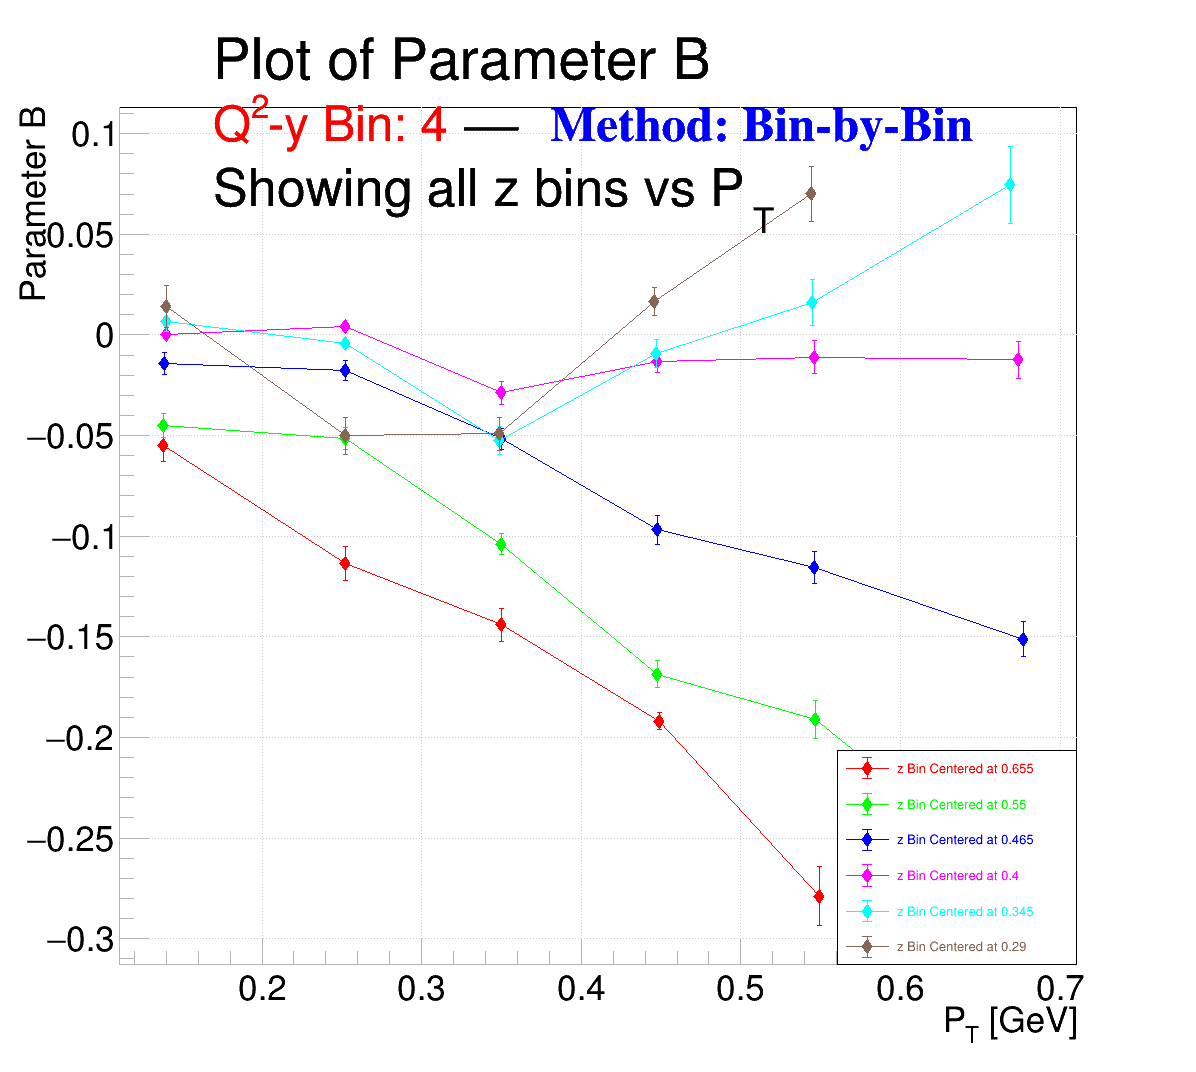 Plot of Parameter B
Q²-y Bin: 4 — Method: Bin-by-Bin
Showing all z bins vs P_T
Parameter B
0.1
0.05
0
−0.05
−0.1
−0.15
−0.2
−0.25
−0.3
z Bin Centered at 0.655
z Bin Centered at 0.55
z Bin Centered at 0.465
z Bin Centered at 0.4
z Bin Centered at 0.345
z Bin Centered at 0.29
0.2 0.3 0.4 0.5 0.6 0.7
P_T [GeV]